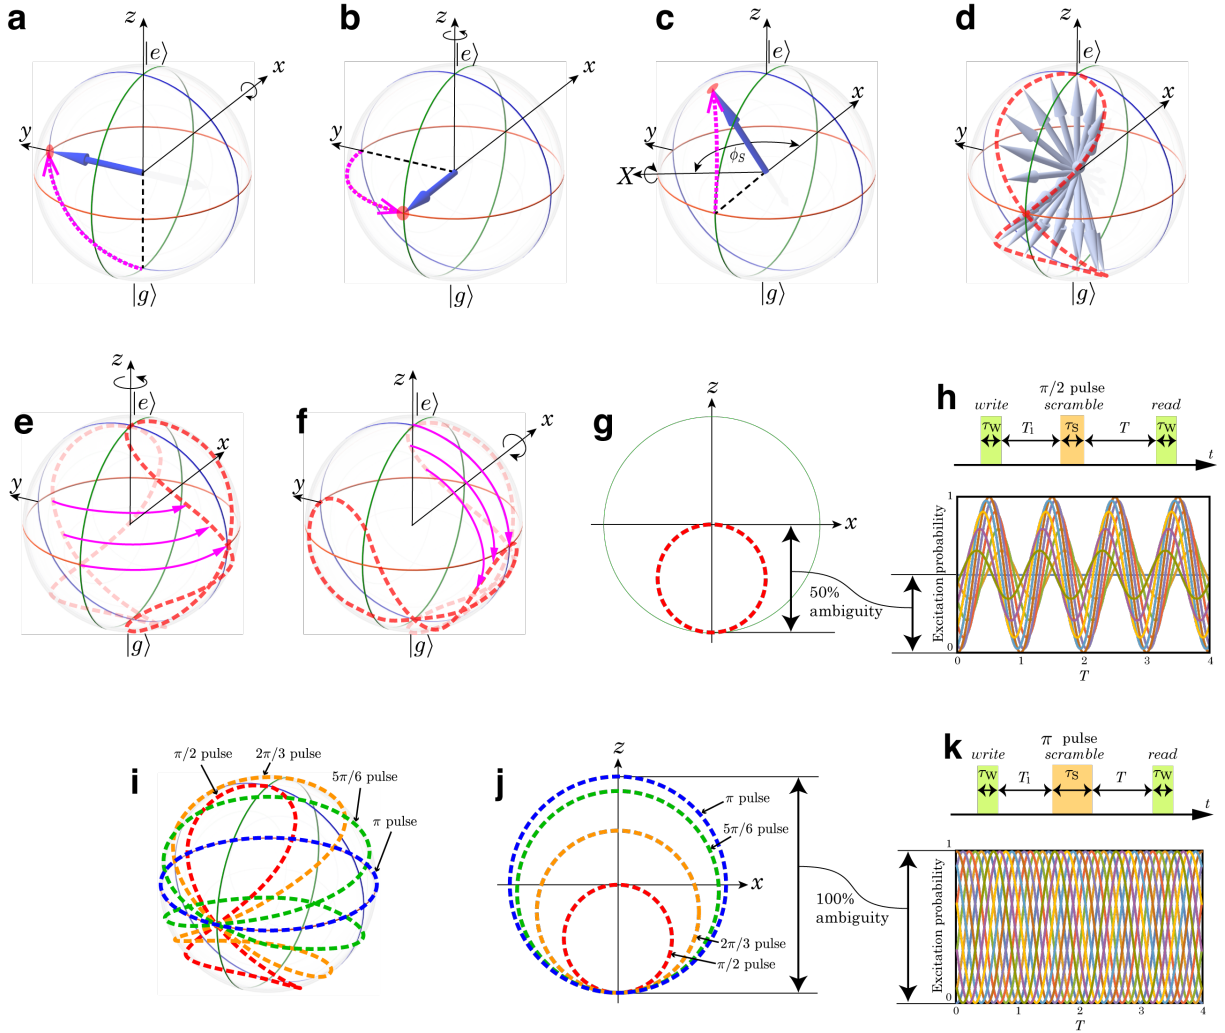 a
z
|e⟩
x
y
|g⟩
b
z
|e⟩
x
y
|g⟩
c
z
|e⟩
x
y
X
ϕS
|g⟩
d
z
|e⟩
x
y
|g⟩
e
z
|e⟩
x
y
|g⟩
f
z
|e⟩
x
y
|g⟩
g
z
x
50%
ambiguity
h
π/2 pulse
write
scramble
read
τW
T1
τS
T
τW
t
Excitation probability
1
0
0
1
2
3
4
T
i
π/2 pulse
2π/3 pulse
5π/6 pulse
π pulse
j
z
π pulse
5π/6 pulse
x
2π/3 pulse
π/2 pulse
100%
ambiguity
k
π pulse
write
scramble
read
τW
T1
τS
T
τW
t
Excitation probability
1
0
0
1
2
3
4
T